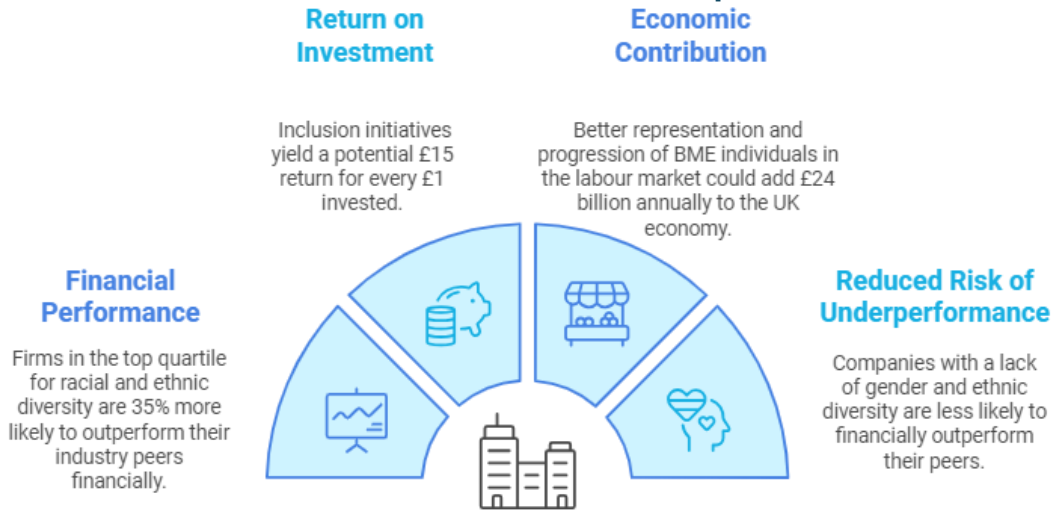 Return on
Investment
Inclusion initiatives
yield a potential £15
return for every £1
invested.
Economic
Contribution
Better representation and
progression of BME individuals in
the labour market could add £24
billion annually to the UK
economy.
Financial
Performance
Firms in the top quartile
for racial and ethnic
diversity are 35% more
likely to outperform their
industry peers
financially.
Reduced Risk of
Underperformance
Companies with a lack
of gender and ethnic
diversity are less likely to
financially outperform
their peers.